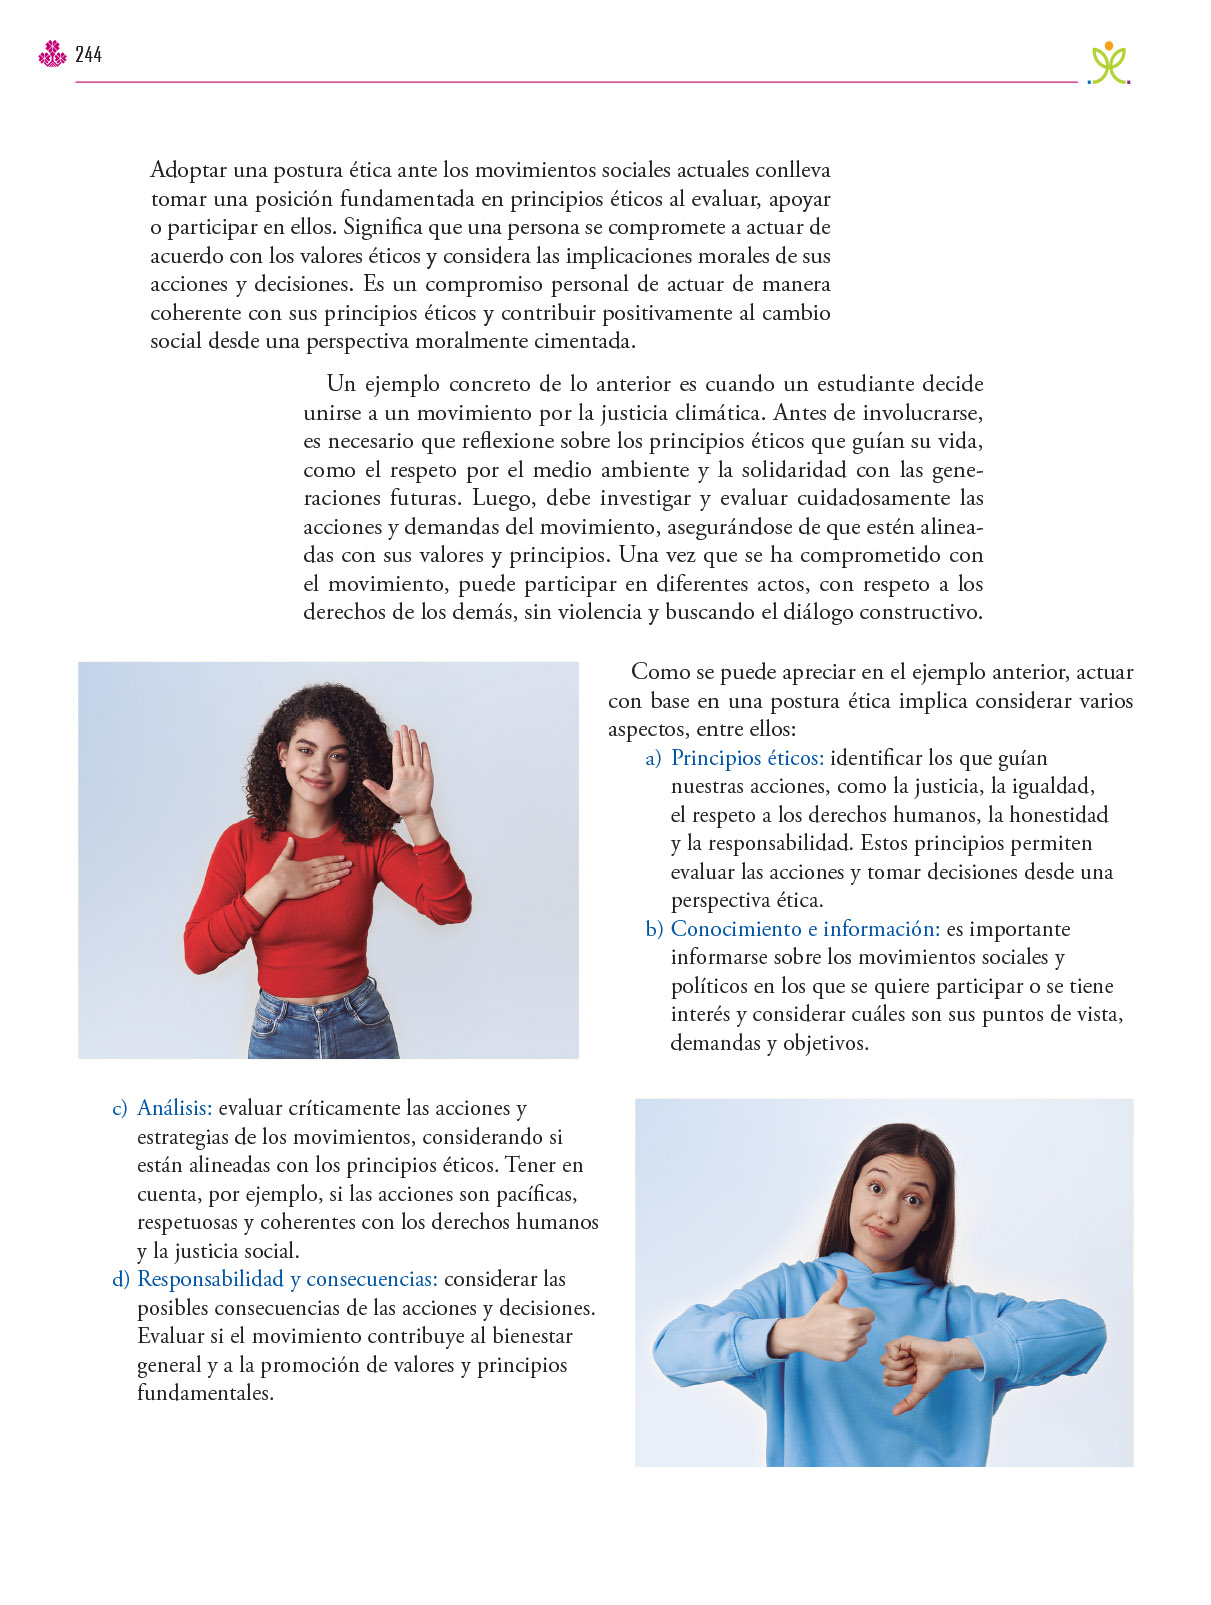 244
Adoptar una postura ética ante los movimientos sociales actuales conlleva
tomar una posición fundamentada en principios éticos al evaluar, apoyar
o participar en ellos. Significa que una persona se compromete a actuar de
acuerdo con los valores éticos y considera las implicaciones morales de sus
acciones y decisiones. Es un compromiso personal de actuar de manera
coherente con sus principios éticos y contribuir positivamente al cambio
social desde una perspectiva moralmente cimentada.
Un ejemplo concreto de lo anterior es cuando un estudiante decide
unirse a un movimiento por la justicia climática. Antes de involucrarse,
es necesario que reflexione sobre los principios éticos que guían su vida,
como el respeto por el medio ambiente y la solidaridad con las gene-
raciones futuras. Luego, debe investigar y evaluar cuidadosamente las
acciones y demandas del movimiento, asegurándose de que estén alinea-
das con sus valores y principios. Una vez que se ha comprometido con
el movimiento, puede participar en diferentes actos, con respeto a los
derechos de los demás, sin violencia y buscando el diálogo constructivo.
Como se puede apreciar en el ejemplo anterior, actuar
con base en una postura ética implica considerar varios
aspectos, entre ellos:
a) Principios éticos: identificar los que guían
nuestras acciones, como la justicia, la igualdad,
el respeto a los derechos humanos, la honestidad
y la responsabilidad. Estos principios permiten
evaluar las acciones y tomar decisiones desde una
perspectiva ética.
b) Conocimiento e información: es importante
informarse sobre los movimientos sociales y
políticos en los que se quiere participar o se tiene
interés y considerar cuáles son sus puntos de vista,
demandas y objetivos.
c) Análisis: evaluar críticamente las acciones y
estrategias de los movimientos, considerando si
están alineadas con los principios éticos. Tener en
cuenta, por ejemplo, si las acciones son pacíficas,
respetuosas y coherentes con los derechos humanos
y la justicia social.
d) Responsabilidad y consecuencias: considerar las
posibles consecuencias de las acciones y decisiones.
Evaluar si el movimiento contribuye al bienestar
general y a la promoción de valores y principios
fundamentales.